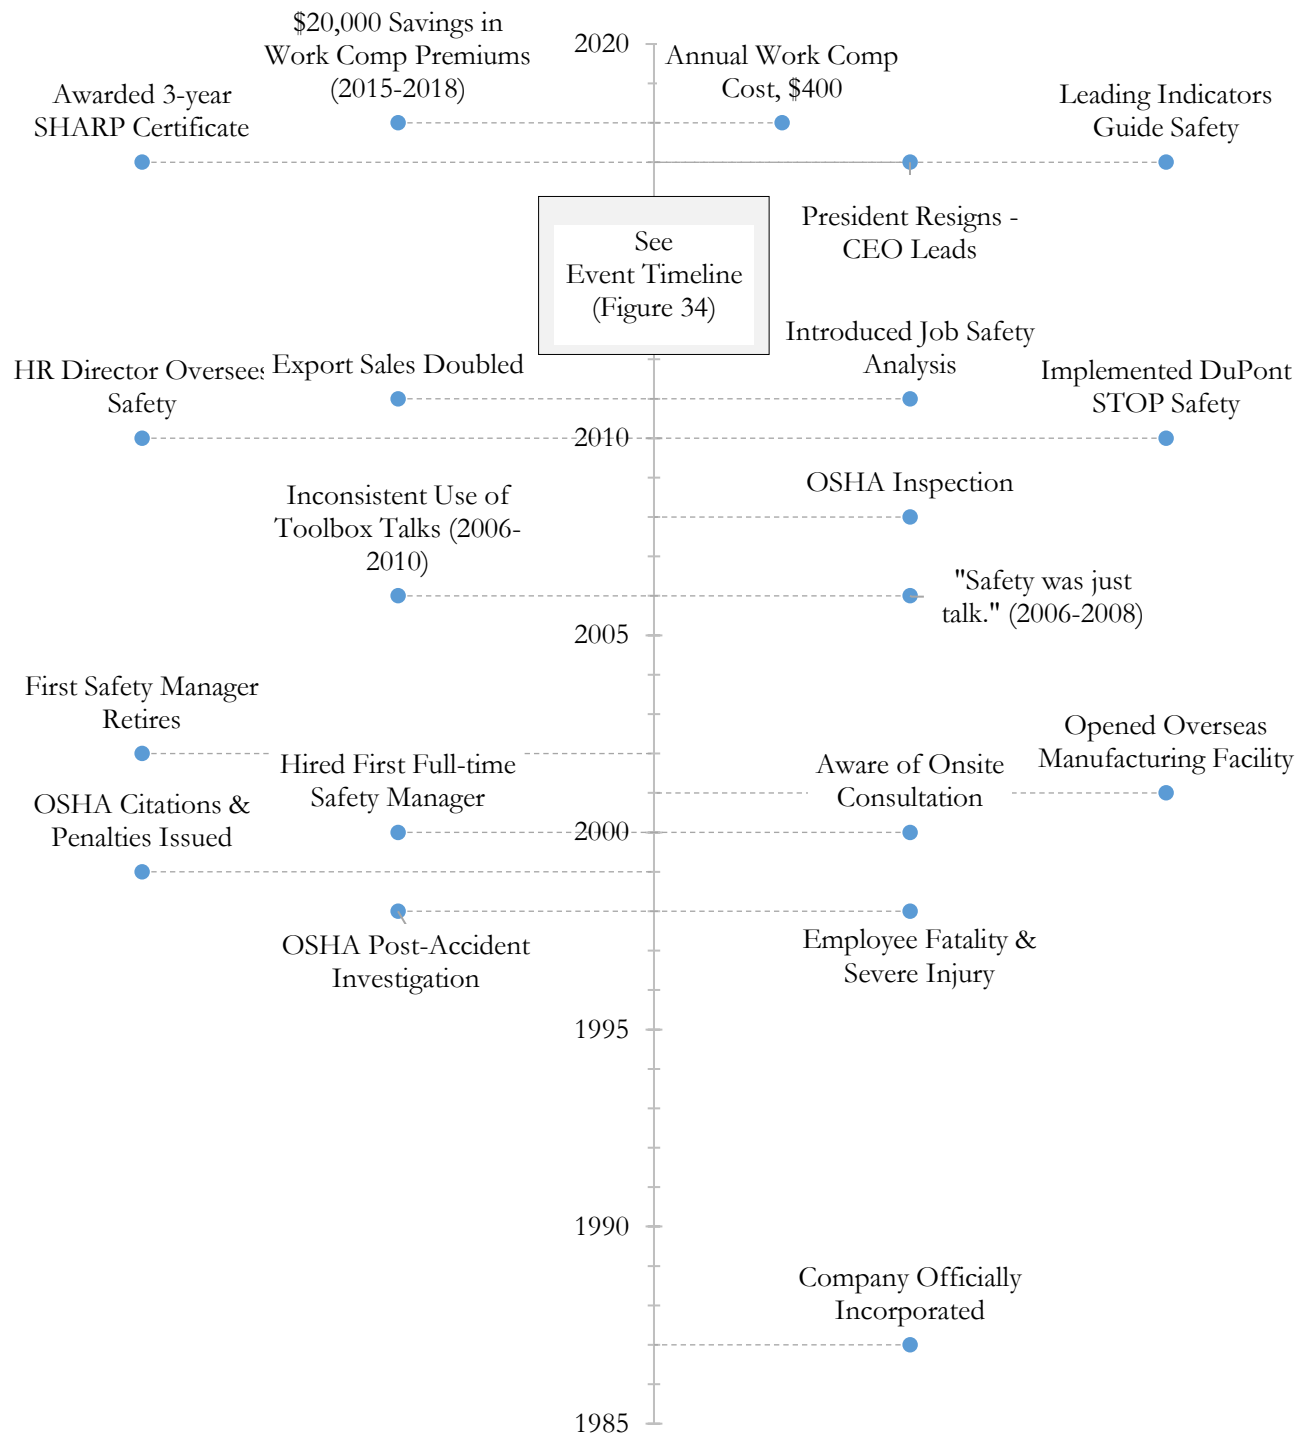 $20,000 Savings in
Work Comp Premiums
(2015-2018)
2020
Annual Work Comp
Cost, $400
Awarded 3-year
SHARP Certificate
Leading Indicators
Guide Safety
President Resigns -
CEO Leads
See
Event Timeline
(Figure 34)
Introduced Job Safety
Analysis
HR Director Oversees
Safety
Export Sales Doubled
Implemented DuPont
STOP Safety
2010
OSHA Inspection
Inconsistent Use of
Toolbox Talks (2006-
2010)
"Safety was just
talk." (2006-2008)
2005
First Safety Manager
Retires
Opened Overseas
Manufacturing Facility
Hired First Full-time
Safety Manager
Aware of Onsite
Consultation
OSHA Citations &
Penalties Issued
2000
OSHA Post-Accident
Investigation
Employee Fatality &
Severe Injury
1995
1990
Company Officially
Incorporated
1985